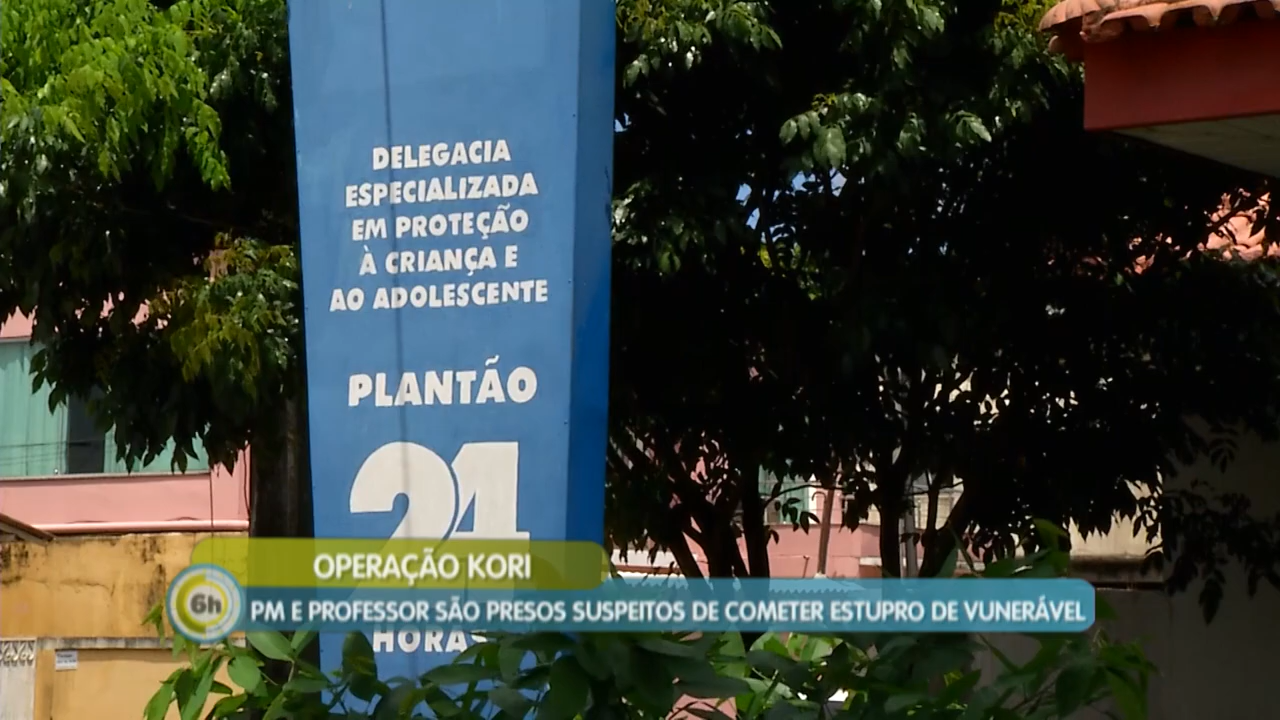 DELEGACIA
ESPECIALIZADA
EM PROTEÇÃO
À CRIANÇA E
AO ADOLESCENTE
PLANTÃO
24
HORAS
OPERAÇÃO KORI
6h
PM E PROFESSOR SÃO PRESOS SUSPEITOS DE COMETER ESTUPRO DE VUNERÁVEL